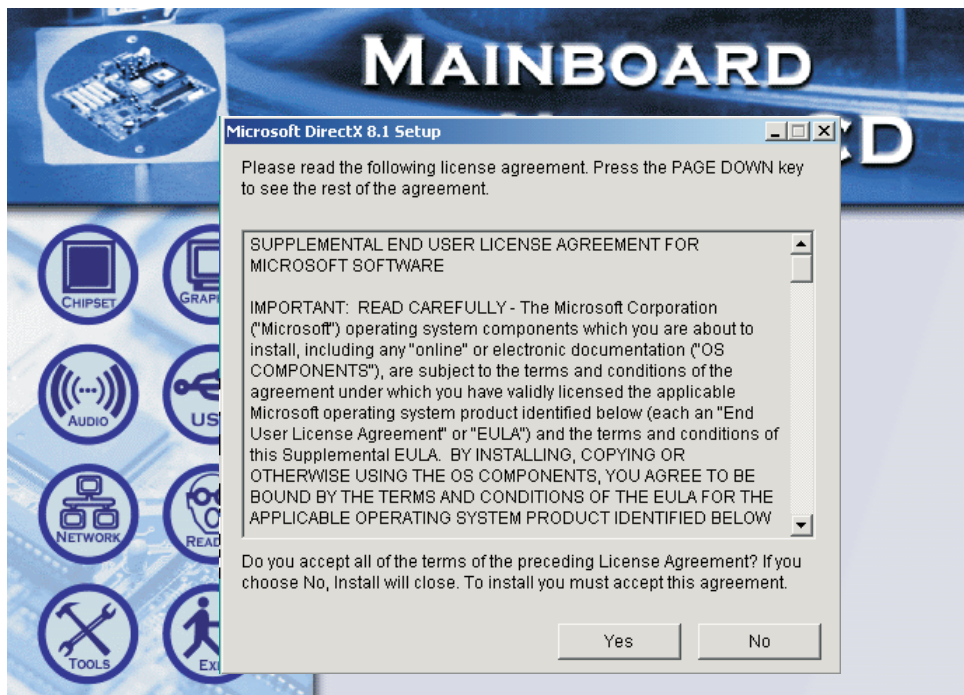 MAINBOARD
CD
Microsoft DirectX 8.1 Setup
Please read the following license agreement. Press the PAGE DOWN key
to see the rest of the agreement.
SUPPLEMENTAL END USER LICENSE AGREEMENT FOR
MICROSOFT SOFTWARE
IMPORTANT: READ CAREFULLY - The Microsoft Corporation
("Microsoft") operating system components which you are about to
install, including any "online" or electronic documentation ("OS
COMPONENTS"), are subject to the terms and conditions of the
agreement under which you have validly licensed the applicable
Microsoft operating system product identified below (each an "End
User License Agreement" or "EULA") and the terms and conditions of
this Supplemental EULA. BY INSTALLING, COPYING OR
OTHERWISE USING THE OS COMPONENTS, YOU AGREE TO BE
BOUND BY THE TERMS AND CONDITIONS OF THE EULA FOR THE
APPLICABLE OPERATING SYSTEM PRODUCT IDENTIFIED BELOW
Do you accept all of the terms of the preceding License Agreement? If you
choose No, Install will close. To install you must accept this agreement.
Yes
No
CHIPSET
GRAP
AUDIO
US
NETWORK
READ
TOOLS
EX